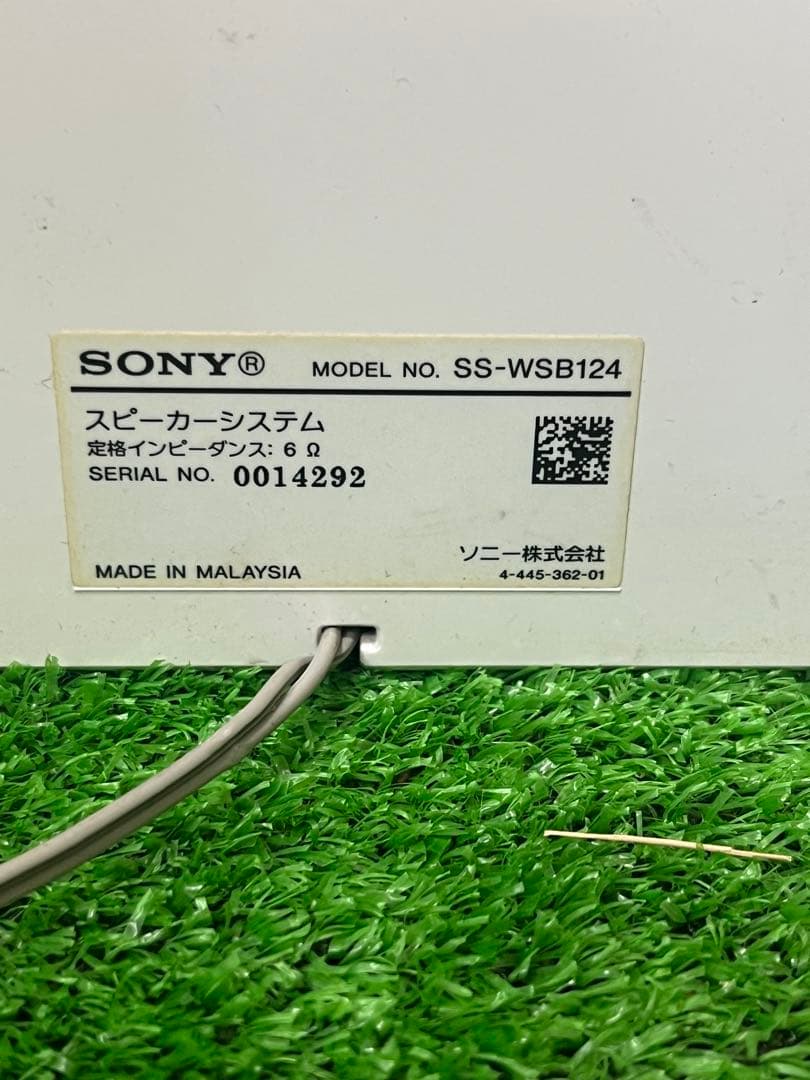 SONY® MODEL NO. SS-WSB124
スピーカーシステム
定格インピーダンス: 6 Ω
SERIAL NO. 0014292
ソニー株式会社
MADE IN MALAYSIA 4-445-362-01